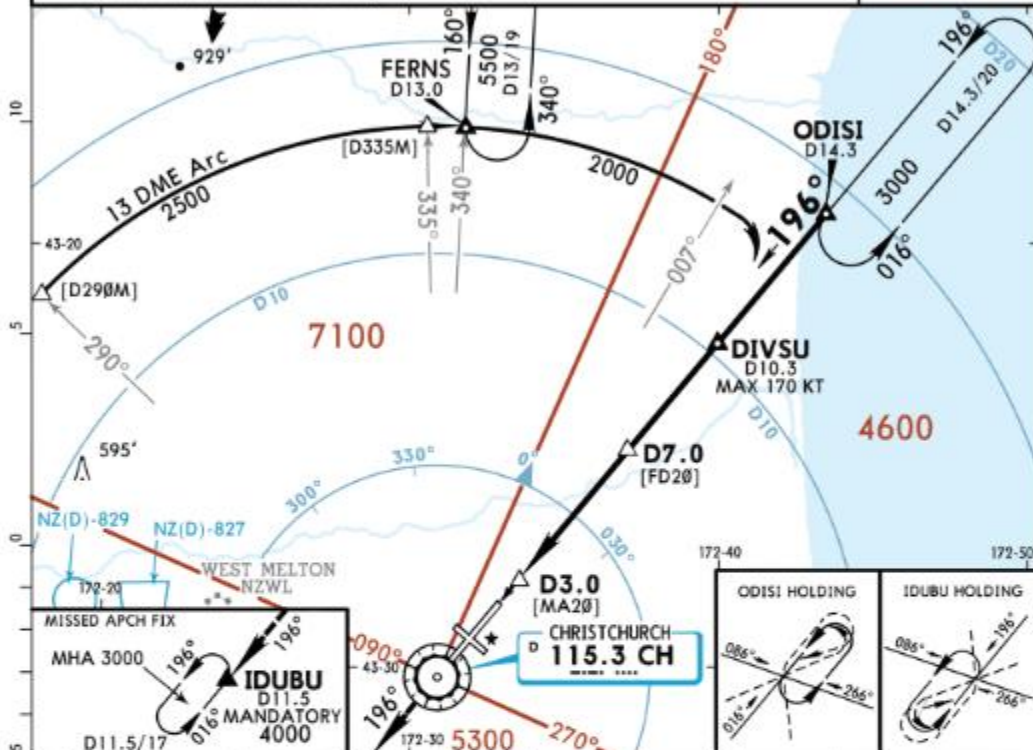 929'
FERNS
D13.0
160°
5500
D13/19
340°
180°
196°
D20
D14.3/20
3000
016°
ODISI
D14.3
10
[D335M]
13 DME Arc
2500
2000
335°
340°
007°
196°
43-20
[D290M]
290°
D10
7100
DIVSU
D10.3
MAX 170 KT
D10
4600
5
595'
330°
0°
300°
030°
D7.0
[FD20]
NZ(D)-829
NZ(D)-827
0
172-20
WEST MELTON
NZWL
172-40
172-50
D3.0
[MA20]
MISSED APCH FIX
MHA 3000
196°
196°
IDUBU
D11.5
MANDATORY
4000
016°
D11.5/17
090°
43-30
CHRISTCHURCH
D 115.3 CH
196°
172-30
5300
270°
5
ODISI HOLDING
086°
266°
016°
IDUBU HOLDING
086°
196°
266°